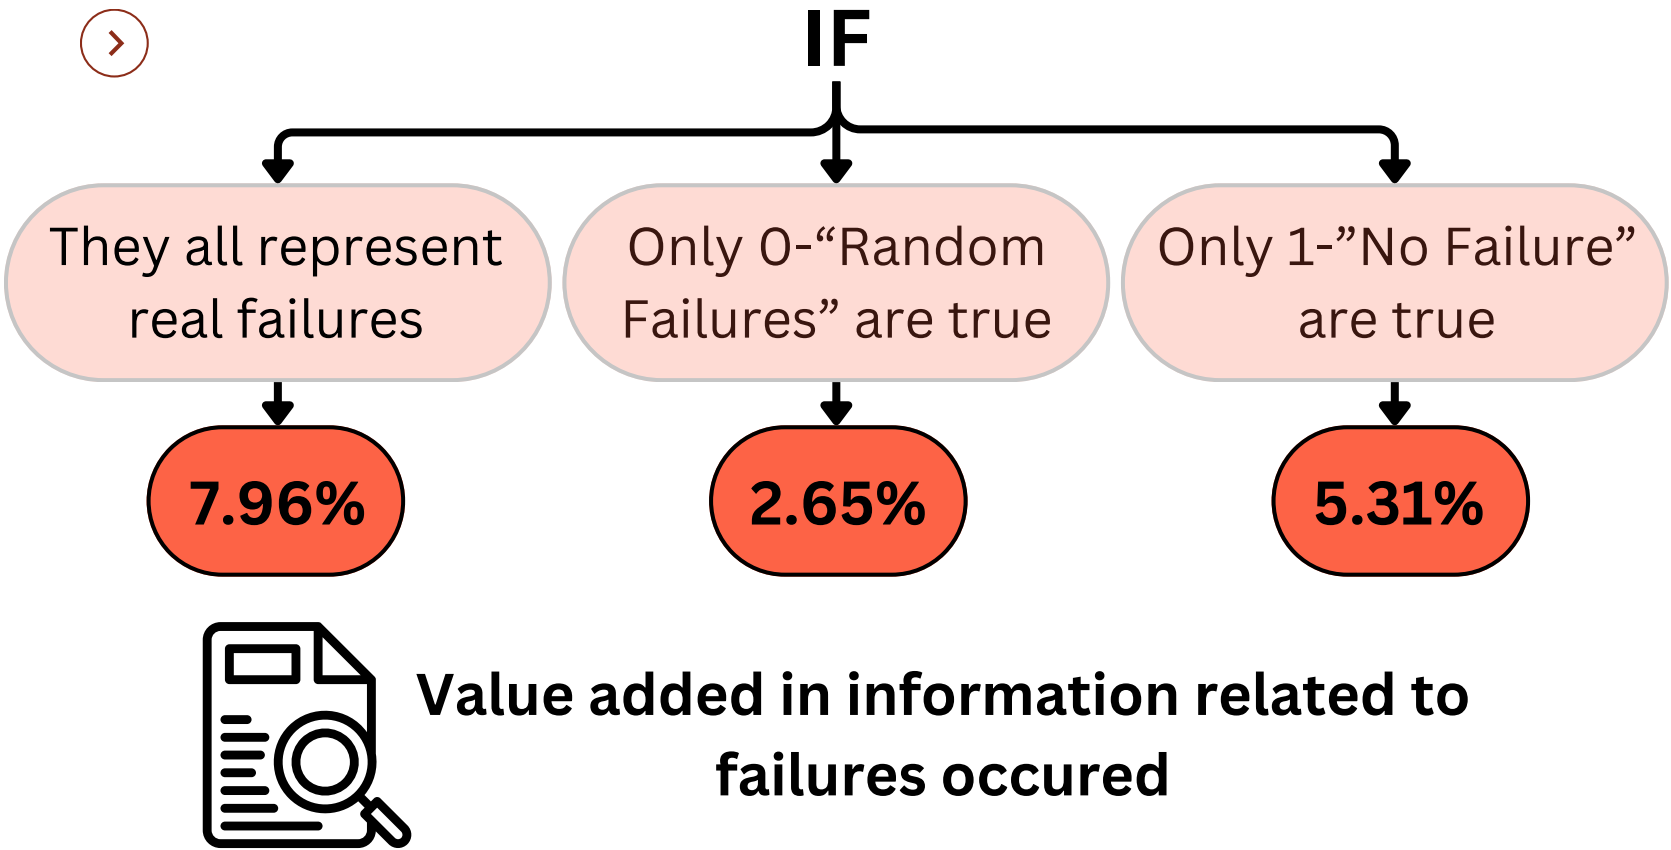 IF
They all represent
real failures
Only 0-“Random
Failures” are true
Only 1-”No Failure”
are true
7.96%
2.65%
5.31%
Value added in information related to
failures occured